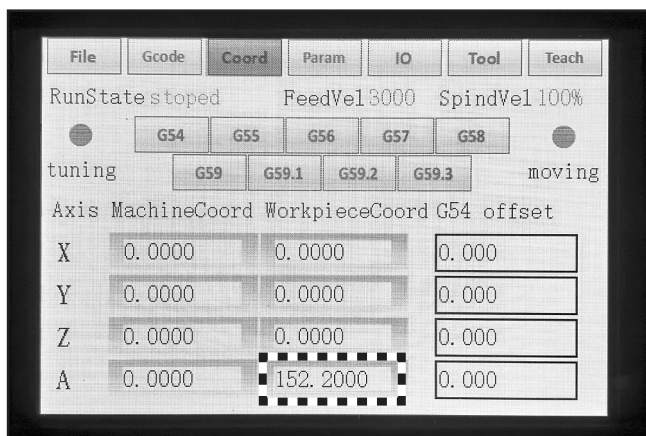 File Gcode Coord Param IO Tool Teach
RunState stoped FeedVel 3000 SpindVel 100%
G54 G55 G56 G57 G58
tuning G59 G59.1 G59.2 G59.3 moving
Axis MachineCoord WorkpieceCoord G54 offset
X 0.0000 0.0000 0.000
Y 0.0000 0.0000 0.000
Z 0.0000 0.0000 0.000
A 0.0000 152.2000 0.000